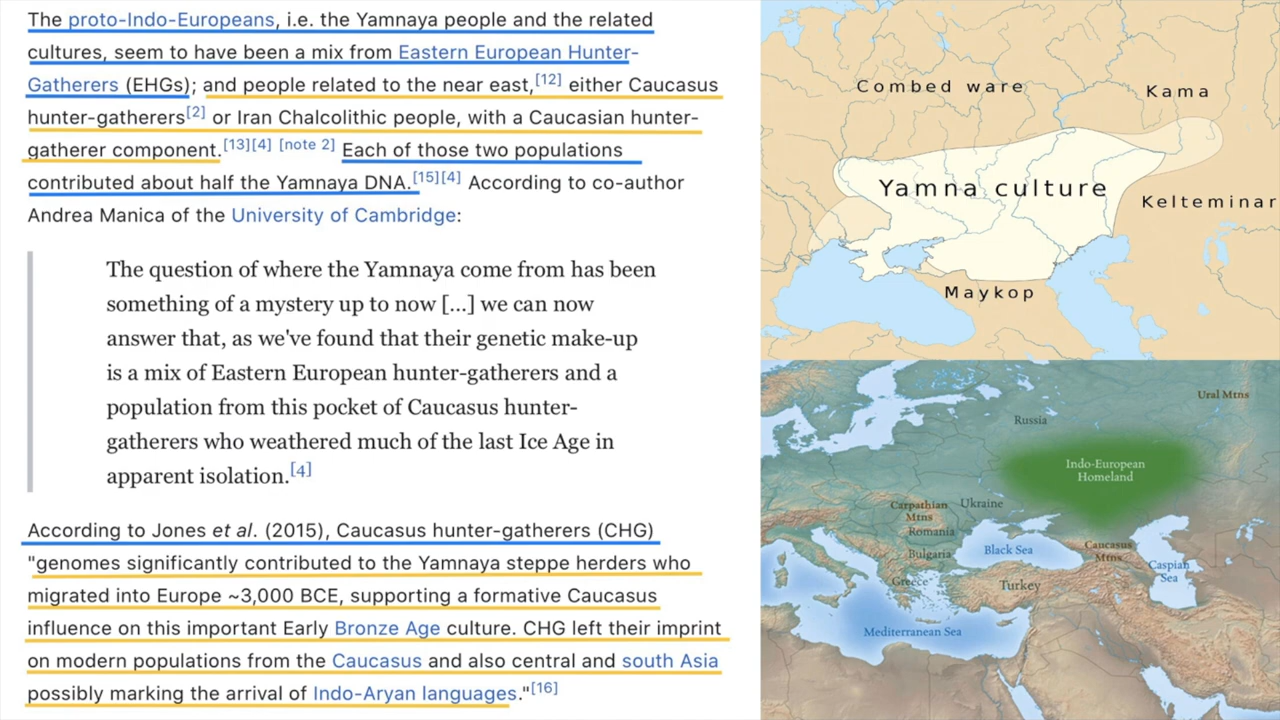 The proto-Indo-Europeans, i.e. the Yamnaya people and the related
cultures, seem to have been a mix from Eastern European Hunter-
Gatherers (EHGs); and people related to the near east,[12] either Caucasus
hunter-gatherers[2] or Iran Chalcolithic people, with a Caucasian hunter-
gatherer component.[13][4] [note 2] Each of those two populations
contributed about half the Yamnaya DNA.[15][4] According to co-author
Andrea Manica of the University of Cambridge:
The question of where the Yamnaya come from has been
something of a mystery up to now [...] we can now
answer that, as we've found that their genetic make-up
is a mix of Eastern European hunter-gatherers and a
population from this pocket of Caucasus hunter-
gatherers who weathered much of the last Ice Age in
apparent isolation.[4]
According to Jones et al. (2015), Caucasus hunter-gatherers (CHG)
"genomes significantly contributed to the Yamnaya steppe herders who
migrated into Europe ~3,000 BCE, supporting a formative Caucasus
influence on this important Early Bronze Age culture. CHG left their imprint
on modern populations from the Caucasus and also central and south Asia
possibly marking the arrival of Indo-Aryan languages."[16]
Combed ware
Kama
Yamna culture
Kelteminar
Maykop
Ural Mtns
Russia
Indo-European
Homeland
Carpathian
Mtns
Ukraine
Romania
Black Sea
Caucasus
Mtns
Bulgaria
Caspian
Sea
Greece
Turkey
Mediterranean Sea